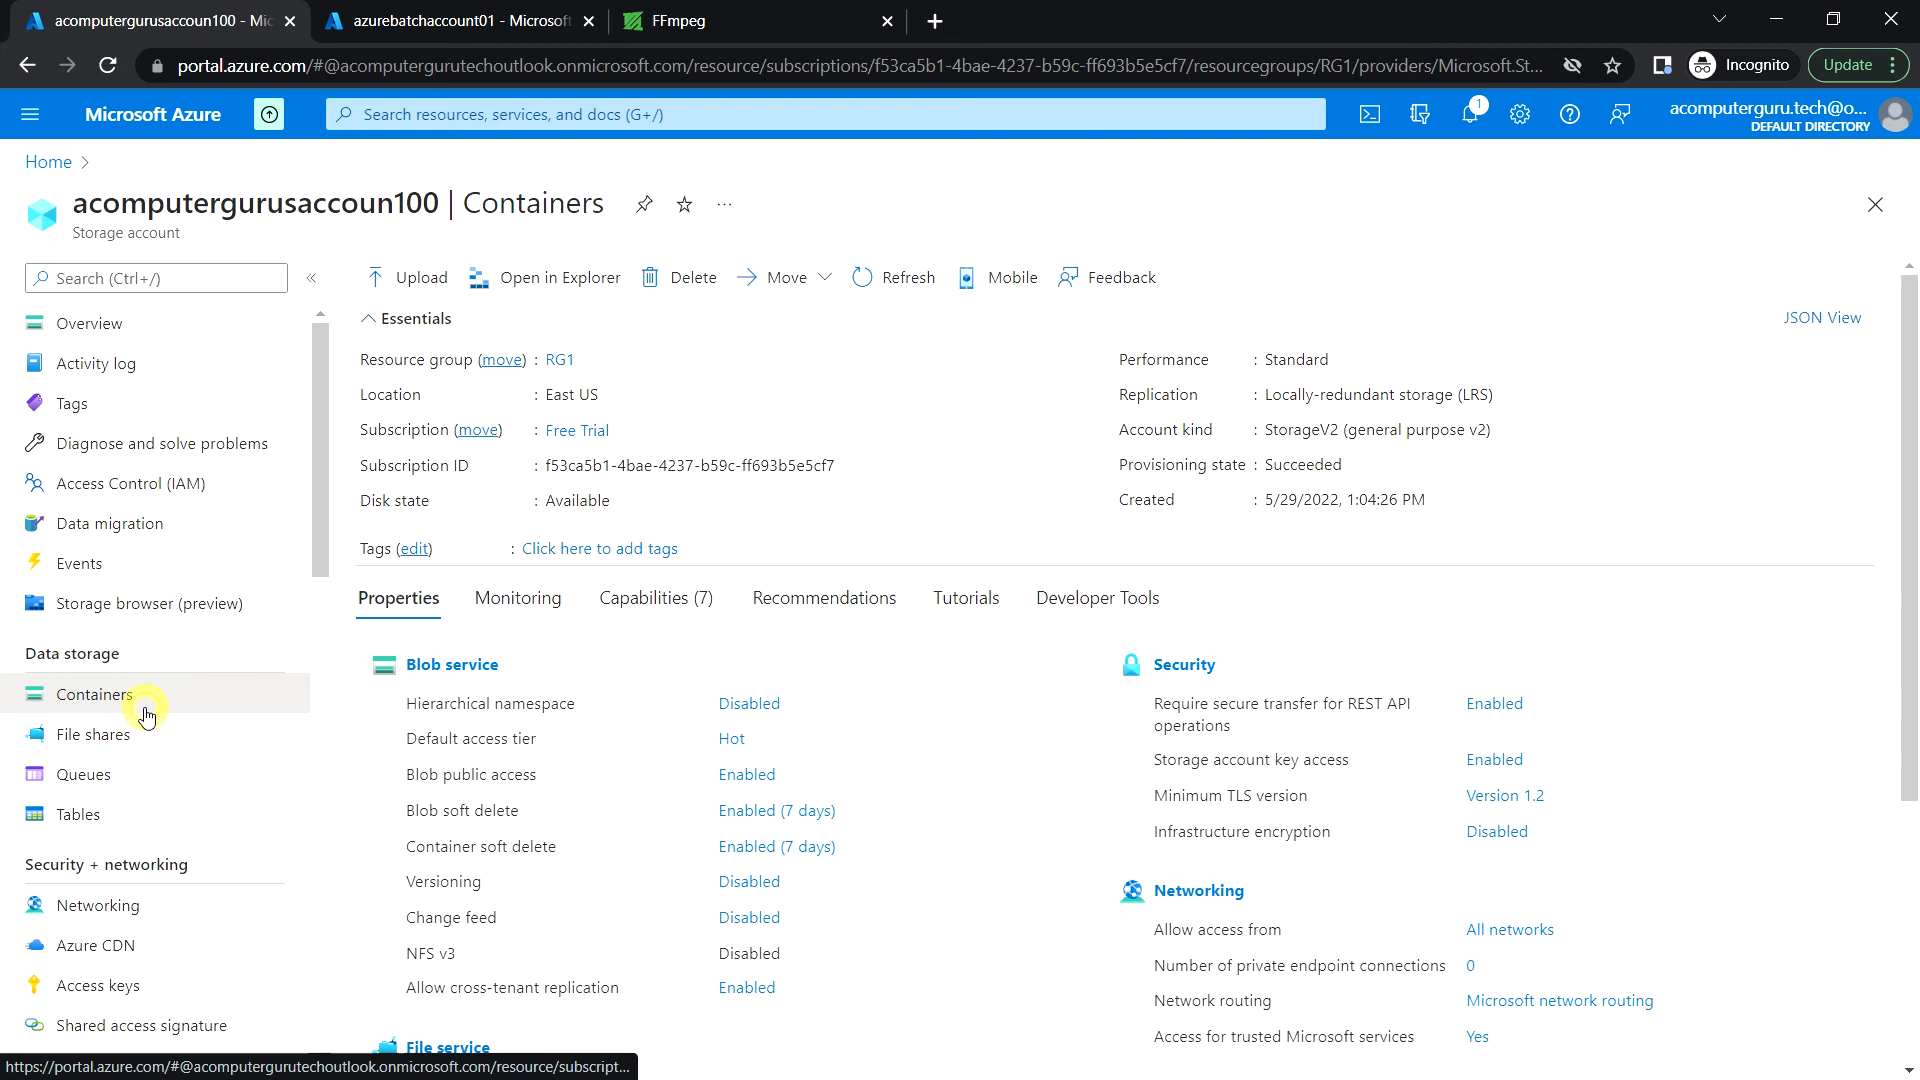 acomputergurusaccoun100 - Mic
azurebatchaccount01 - Microsoft
FFmpeg
portal.azure.com/#@acomputergurutechoutlook.onmicrosoft.com/resource/subscriptions/f53ca5b1-4bae-4237-b59c-ff693b5e5cf7/resourcegroups/RG1/providers/Microsoft.St...
Incognito
Update
Microsoft Azure
Search resources, services, and docs (G+/)
1
acomputerguru.tech@o...
DEFAULT DIRECTORY
Home
acomputergurusaccoun100 | Containers
...
Storage account
Search (Ctrl+/)
Upload
Open in Explorer
Delete
Move
Refresh
Mobile
Feedback
Overview
Activity log
Tags
Diagnose and solve problems
Access Control (IAM)
Data migration
Events
Storage browser (preview)
Data storage
Containers
File shares
Queues
Tables
Security + networking
Networking
Azure CDN
Access keys
Shared access signature
Essentials
JSON View
Resource group (move) : RG1
Location : East US
Subscription (move) : Free Trial
Subscription ID : f53ca5b1-4bae-4237-b59c-ff693b5e5cf7
Disk state : Available
Tags (edit) : Click here to add tags
Performance : Standard
Replication : Locally-redundant storage (LRS)
Account kind : StorageV2 (general purpose v2)
Provisioning state : Succeeded
Created : 5/29/2022, 1:04:26 PM
Properties
Monitoring
Capabilities (7)
Recommendations
Tutorials
Developer Tools
Blob service
Hierarchical namespace Disabled
Default access tier Hot
Blob public access Enabled
Blob soft delete Enabled (7 days)
Container soft delete Enabled (7 days)
Versioning Disabled
Change feed Disabled
NFS v3 Disabled
Allow cross-tenant replication Enabled
File service
Security
Require secure transfer for REST API Enabled
operations
Storage account key access Enabled
Minimum TLS version Version 1.2
Infrastructure encryption Disabled
Networking
Allow access from All networks
Number of private endpoint connections 0
Network routing Microsoft network routing
Access for trusted Microsoft services Yes
https://portal.azure.com/#@acomputergurutechoutlook.onmicrosoft.com/resource/subscript...